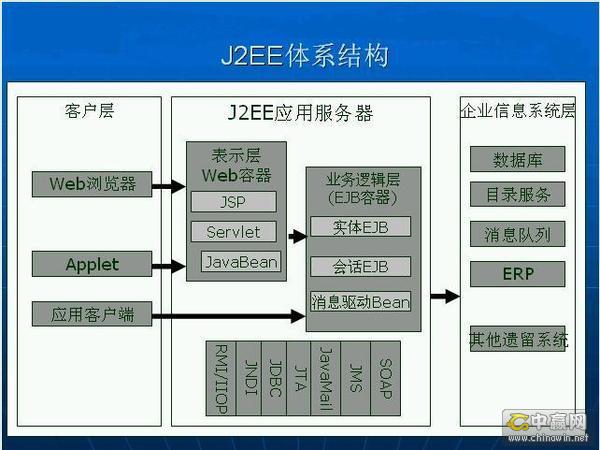 J2EE体系结构
客户层
Web浏览器
Applet
应用客户端
J2EE应用服务器
表示层
Web容器
JSP
Servlet
JavaBean
业务逻辑层
(EJB容器)
实体EJB
会话EJB
消息驱动Bean
RMI/IIOP
JNDI
JDBC
JTA
JavaMail
JMS
SOAP
企业信息系统层
数据库
目录服务
消息队列
ERP
其他遗留系统
中赢网
www.chinawin.net